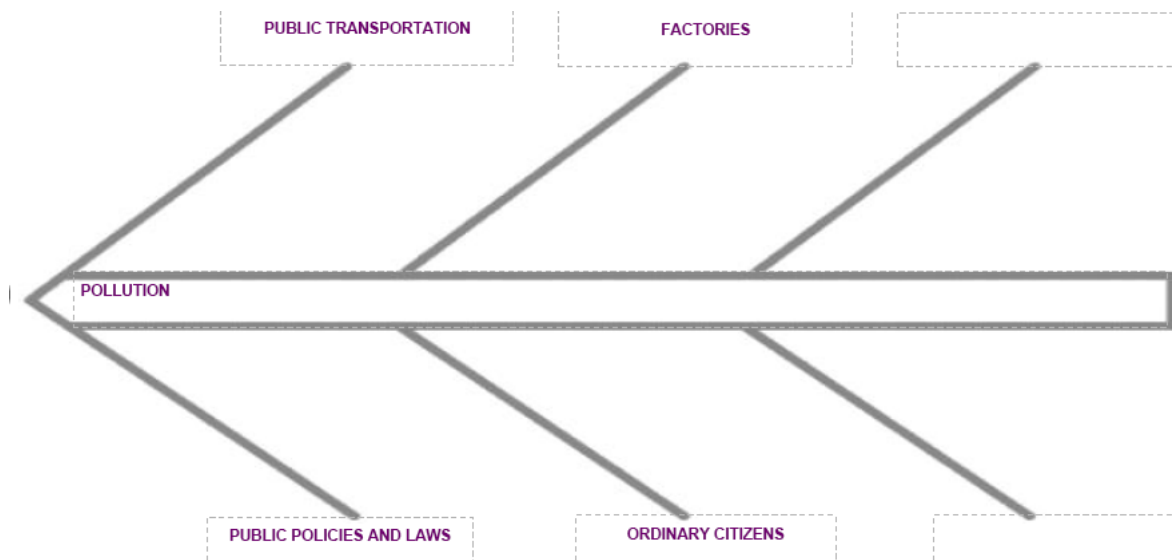 PUBLIC TRANSPORTATION
FACTORIES
POLLUTION
PUBLIC POLICIES AND LAWS
ORDINARY CITIZENS